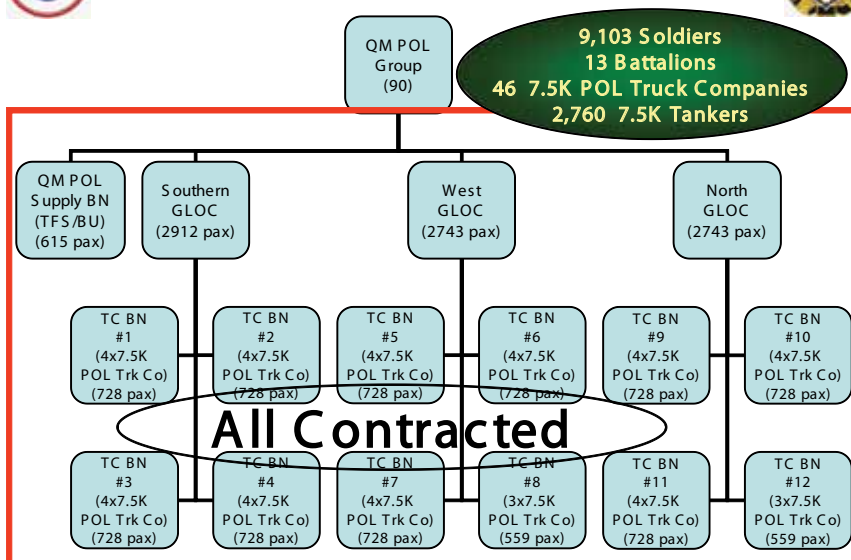 QM POL
Group
(90)
9,103 Soldiers
13 Battalions
46 7.5K POL Truck Companies
2,760 7.5K Tankers
QM POL
Supply BN
(TFS/BU)
(615 pax)
Southern
GLOC
(2912 pax)
West
GLOC
(2743 pax)
North
GLOC
(2743 pax)
TC BN
#1
(4x7.5K
POL Trk Co)
(728 pax)
TC BN
#2
(4x7.5K
POL Trk Co)
(728 pax)
TC BN
#5
(4x7.5K
POL Trk Co)
(728 pax)
TC BN
#6
(4x7.5K
POL Trk Co)
(728 pax)
TC BN
#9
(4x7.5K
POL Trk Co)
(728 pax)
TC BN
#10
(4x7.5K
POL Trk Co)
(728 pax)
All Contracted
TC BN
#3
(4x7.5K
POL Trk Co)
(728 pax)
TC BN
#4
(4x7.5K
POL Trk Co)
(728 pax)
TC BN
#7
(4x7.5K
POL Trk Co)
(728 pax)
TC BN
#8
(3x7.5K
POL Trk Co)
(559 pax)
TC BN
#11
(4x7.5K
POL Trk Co)
(728 pax)
TC BN
#12
(3x7.5K
POL Trk Co)
(559 pax)